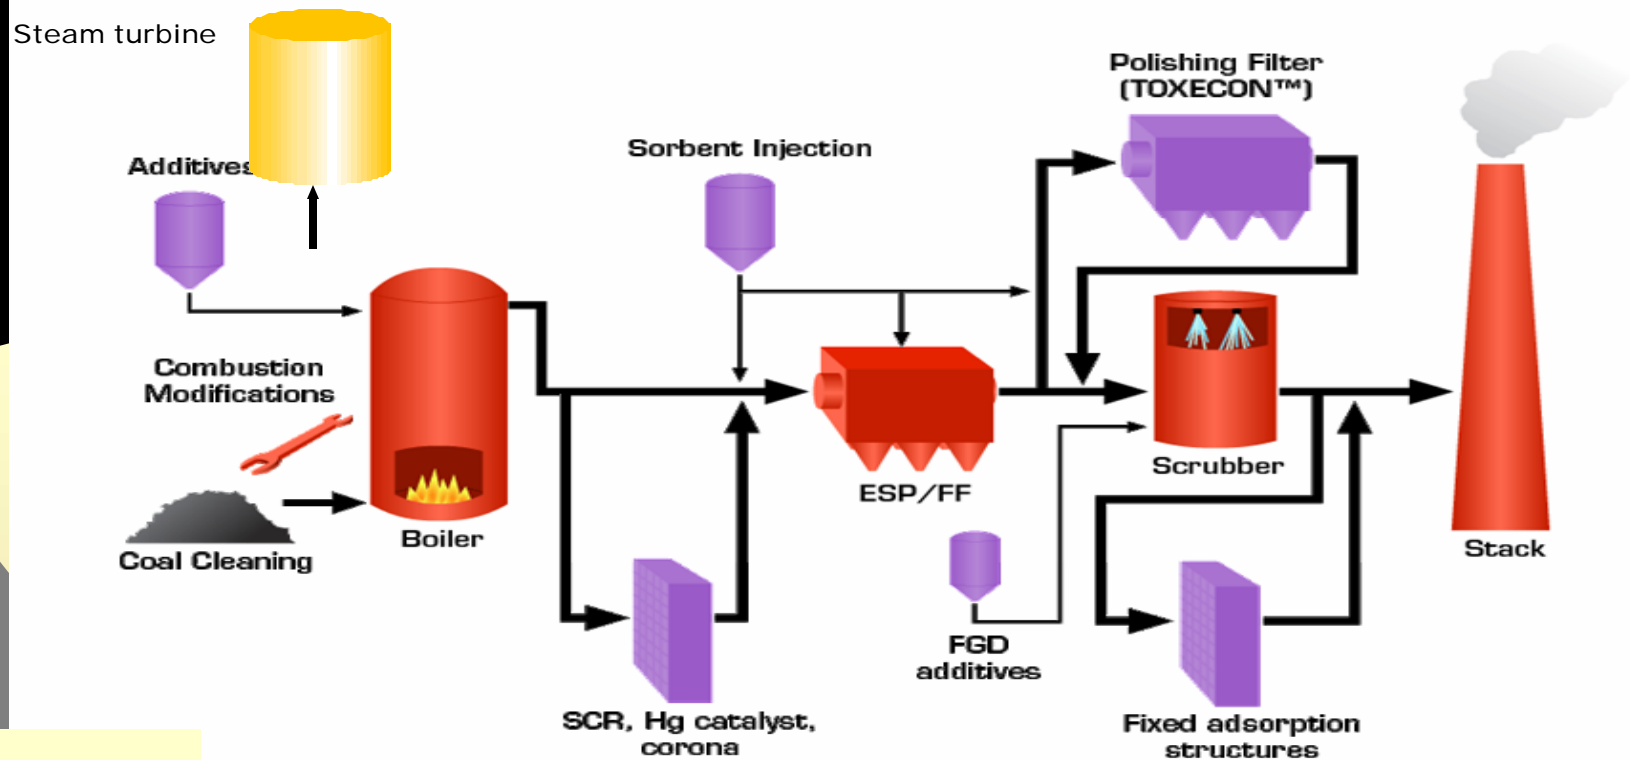 Steam turbine
Additives
Sorbent Injection
Polishing Filter
(TOXECON™)
Combustion
Modifications
Coal Cleaning
Boiler
ESP/FF
Scrubber
Stack
SCR, Hg catalyst,
corona
FGD
additives
Fixed adsorption
structures